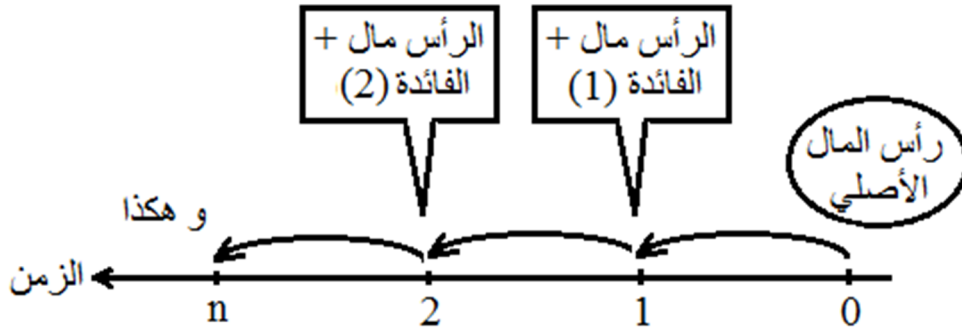 الرأس مال +
الفائدة (1)
الرأس مال +
الفائدة (2)
رأس المال
الأصلي
و هكذا
الزمن
0
1
2
n